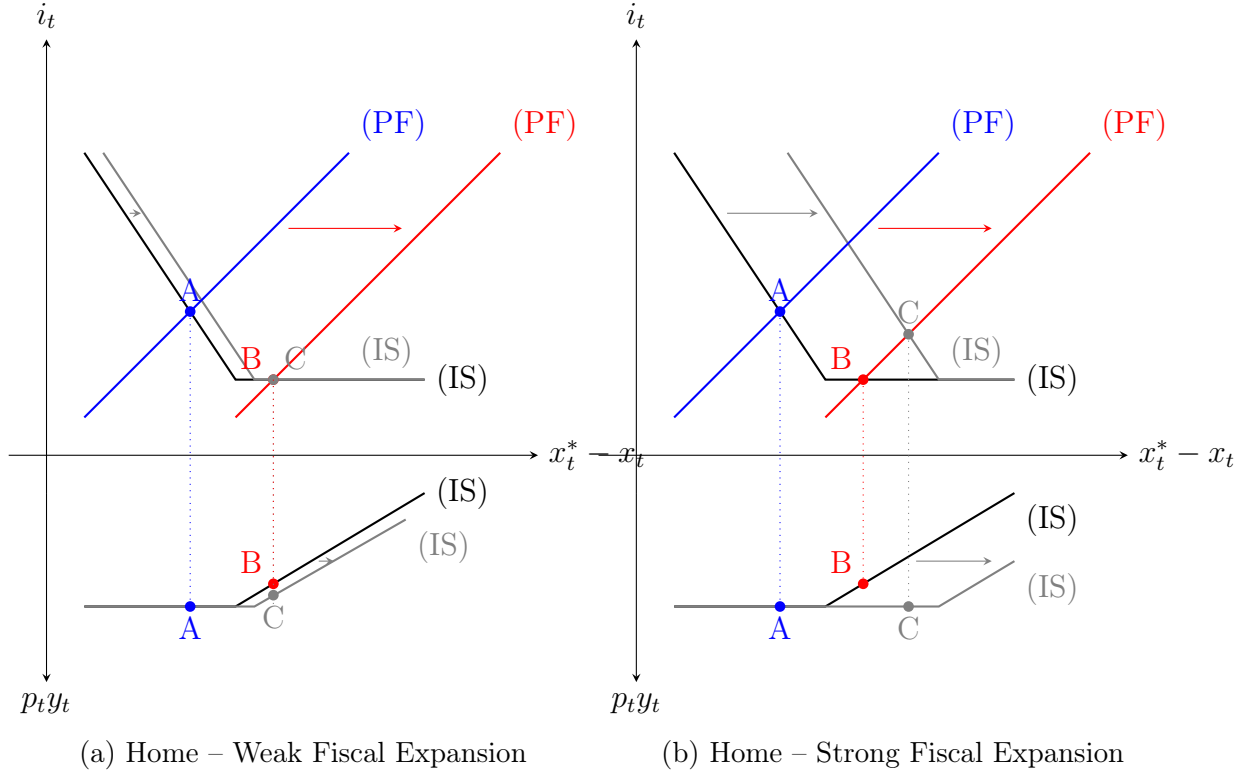 i_t
i_t
(PF)
(PF)
(PF)
(PF)
A
A
C
B
C
(IS)
(IS)
B
(IS)
(IS)
x_t^* − x_t
x_t^* − x_t
(IS)
(IS)
(IS)
(IS)
B
B
C
A
A
C
p_t y_t
p_t y_t
(a) Home – Weak Fiscal Expansion
(b) Home – Strong Fiscal Expansion